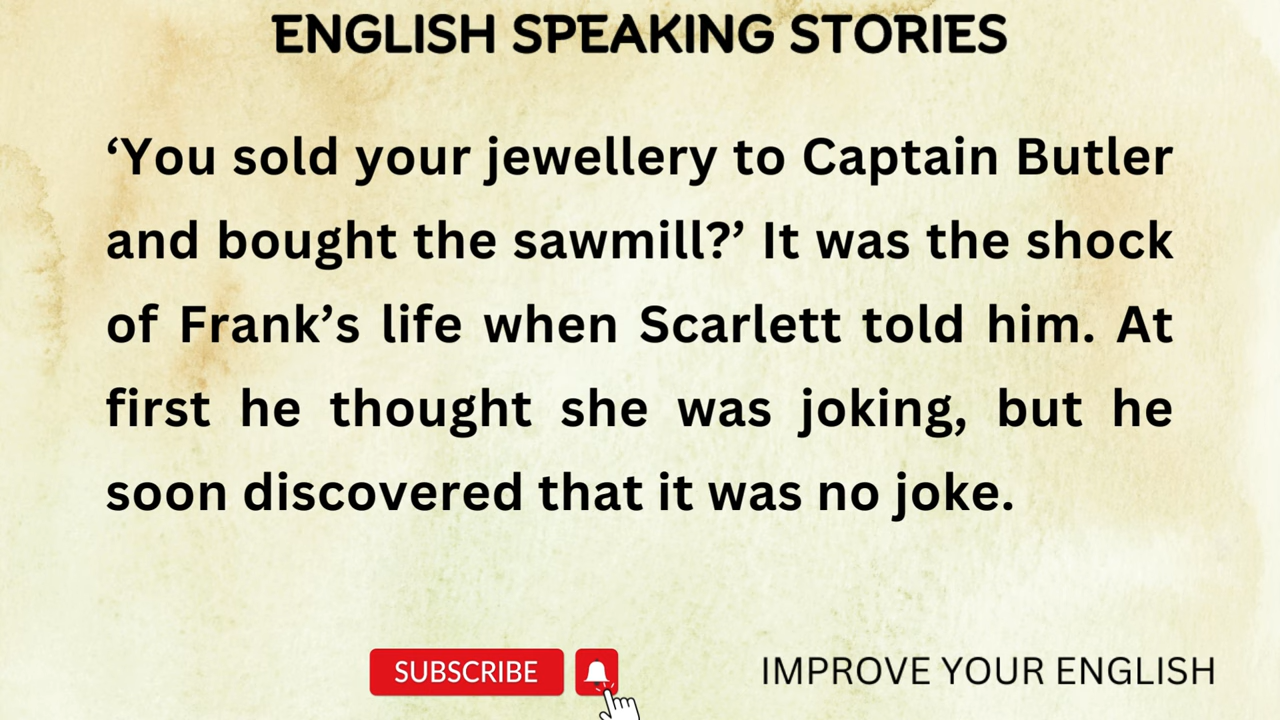 ENGLISH SPEAKING STORIES
‘You sold your jewellery to Captain Butler
and bought the sawmill?’ It was the shock
of Frank’s life when Scarlett told him. At
first he thought she was joking, but he
soon discovered that it was no joke.
SUBSCRIBE
IMPROVE YOUR ENGLISH